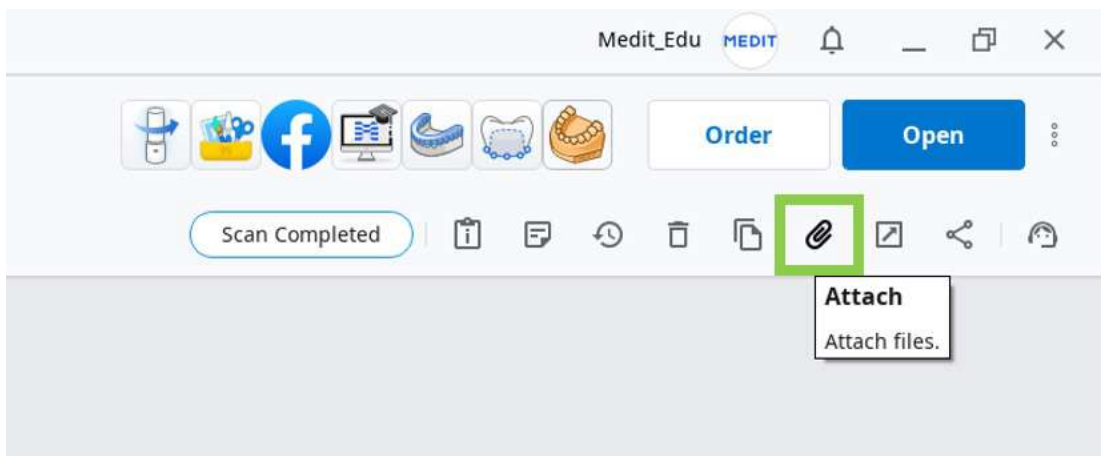 Medit_Edu MEDIT
Order Open
Scan Completed
Attach
Attach files.